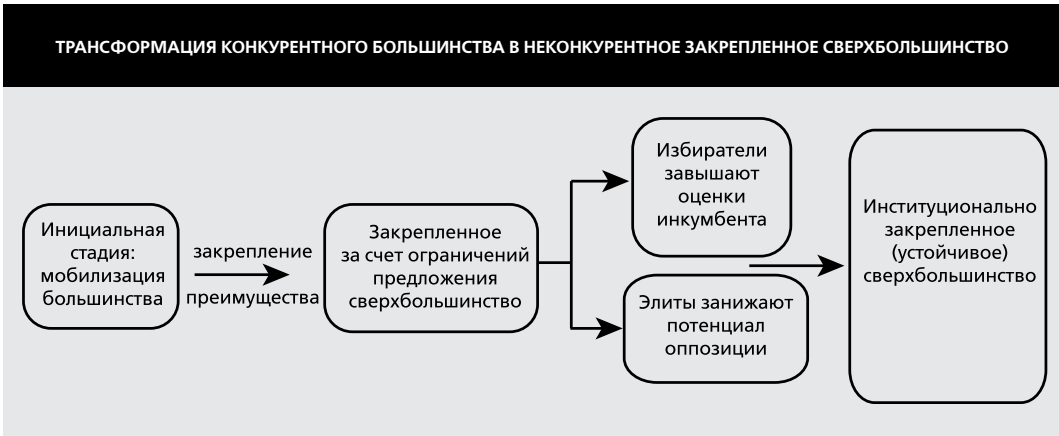 ТРАНСФОРМАЦИЯ КОНКУРЕНТНОГО БОЛЬШИНСТВА В НЕКОНКУРЕНТНОЕ ЗАКРЕПЛЕННОЕ СВЕРХБОЛЬШИНСТВО
Инициальная
стадия:
мобилизация
большинства
закрепление
преимущества
Закрепленное
за счет ограничений
предложения
сверхбольшинство
Избиратели
завышают
оценки
инкумбента
Элиты занижают
потенциал
оппозиции
Институционально
закрепленное
(устойчивое)
сверхбольшинство